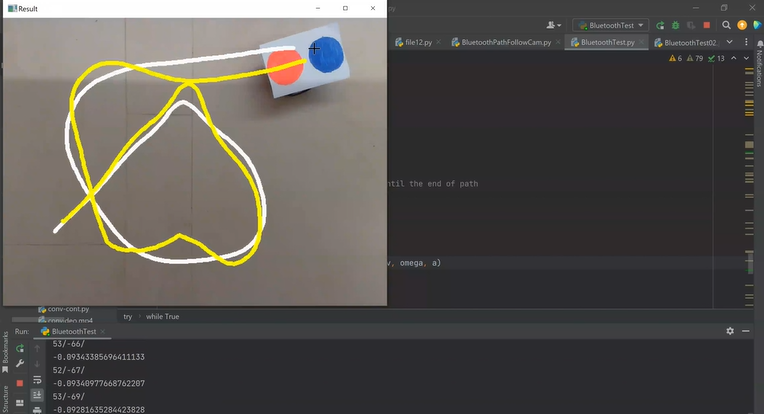 Result
.py
BluetoothTest
file12.py
BluetoothPathFollowCam.py
BluetoothTest.py
BluetoothTest02.
6 79 13
Notifications
until the end of path
v, omega, a}
conv-cont.py
try
while True
Run:
BluetoothTest
Bookmarks
Structure
53/-66/
-0.09343385696411133
52/-67/
-0.09340977668762207
53/-69/
-0.09281635284423828